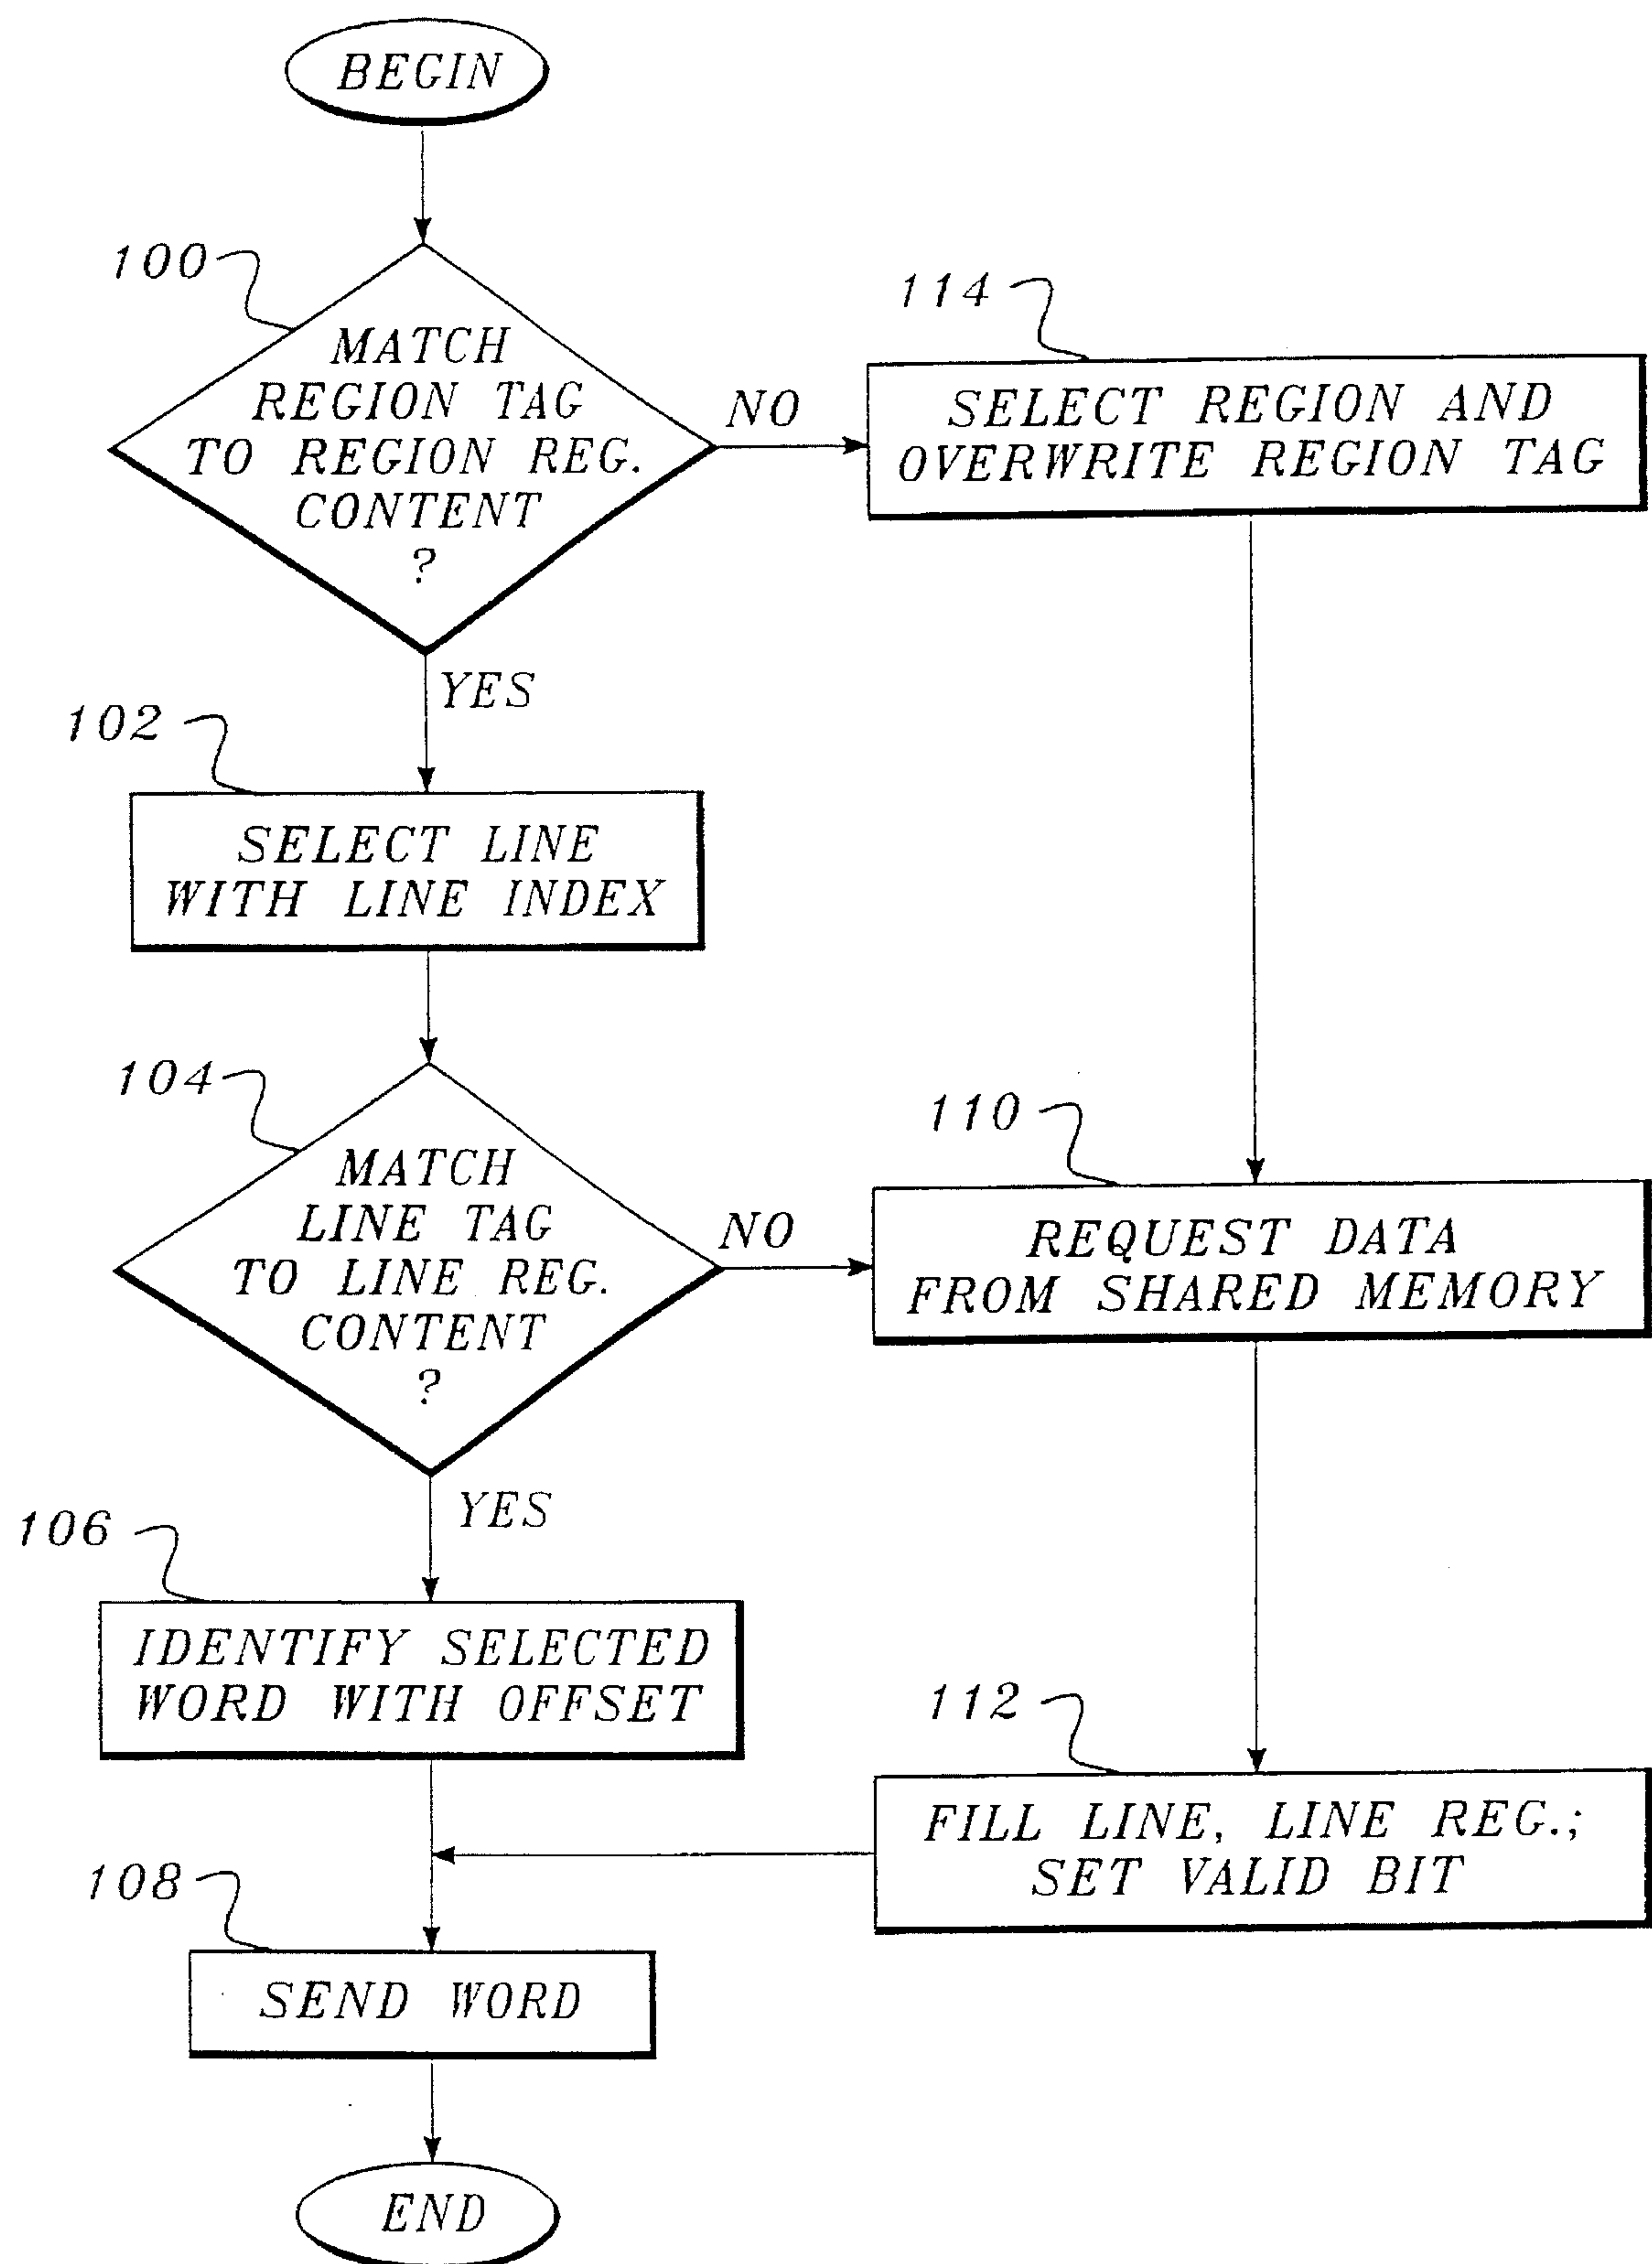 BEGIN
100
MATCH
REGION TAG
TO REGION REG.
CONTENT
?
NO
114
SELECT REGION AND
OVERWRITE REGION TAG
YES
102
SELECT LINE
WITH LINE INDEX
104
MATCH
LINE TAG
TO LINE REG.
CONTENT
?
NO
110
REQUEST DATA
FROM SHARED MEMORY
YES
106
IDENTIFY SELECTED
WORD WITH OFFSET
112
FILL LINE, LINE REG.;
SET VALID BIT
108
SEND WORD
END